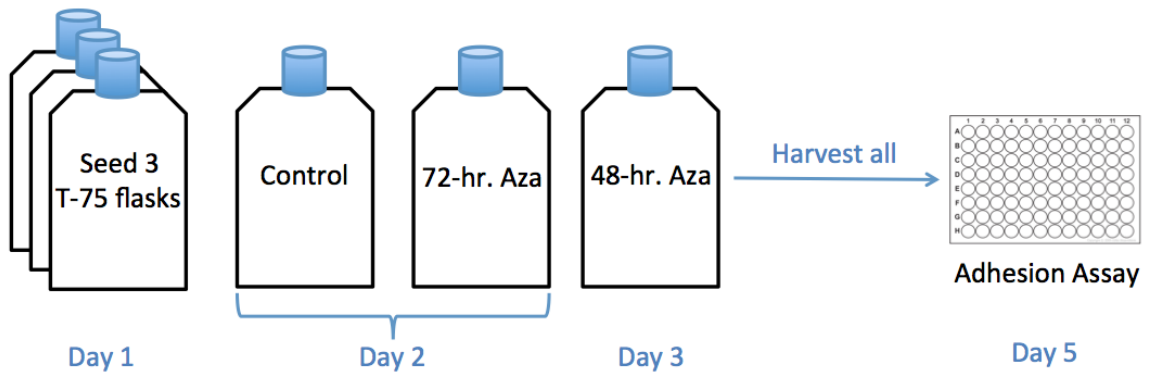 Seed 3
T-75 flasks
Control
72-hr. Aza
48-hr. Aza
Harvest all
1 2 3 4 5 6 7 8 9 10 11 12
A
B
C
D
E
F
G
H
Adhesion Assay
Day 1
Day 2
Day 3
Day 5